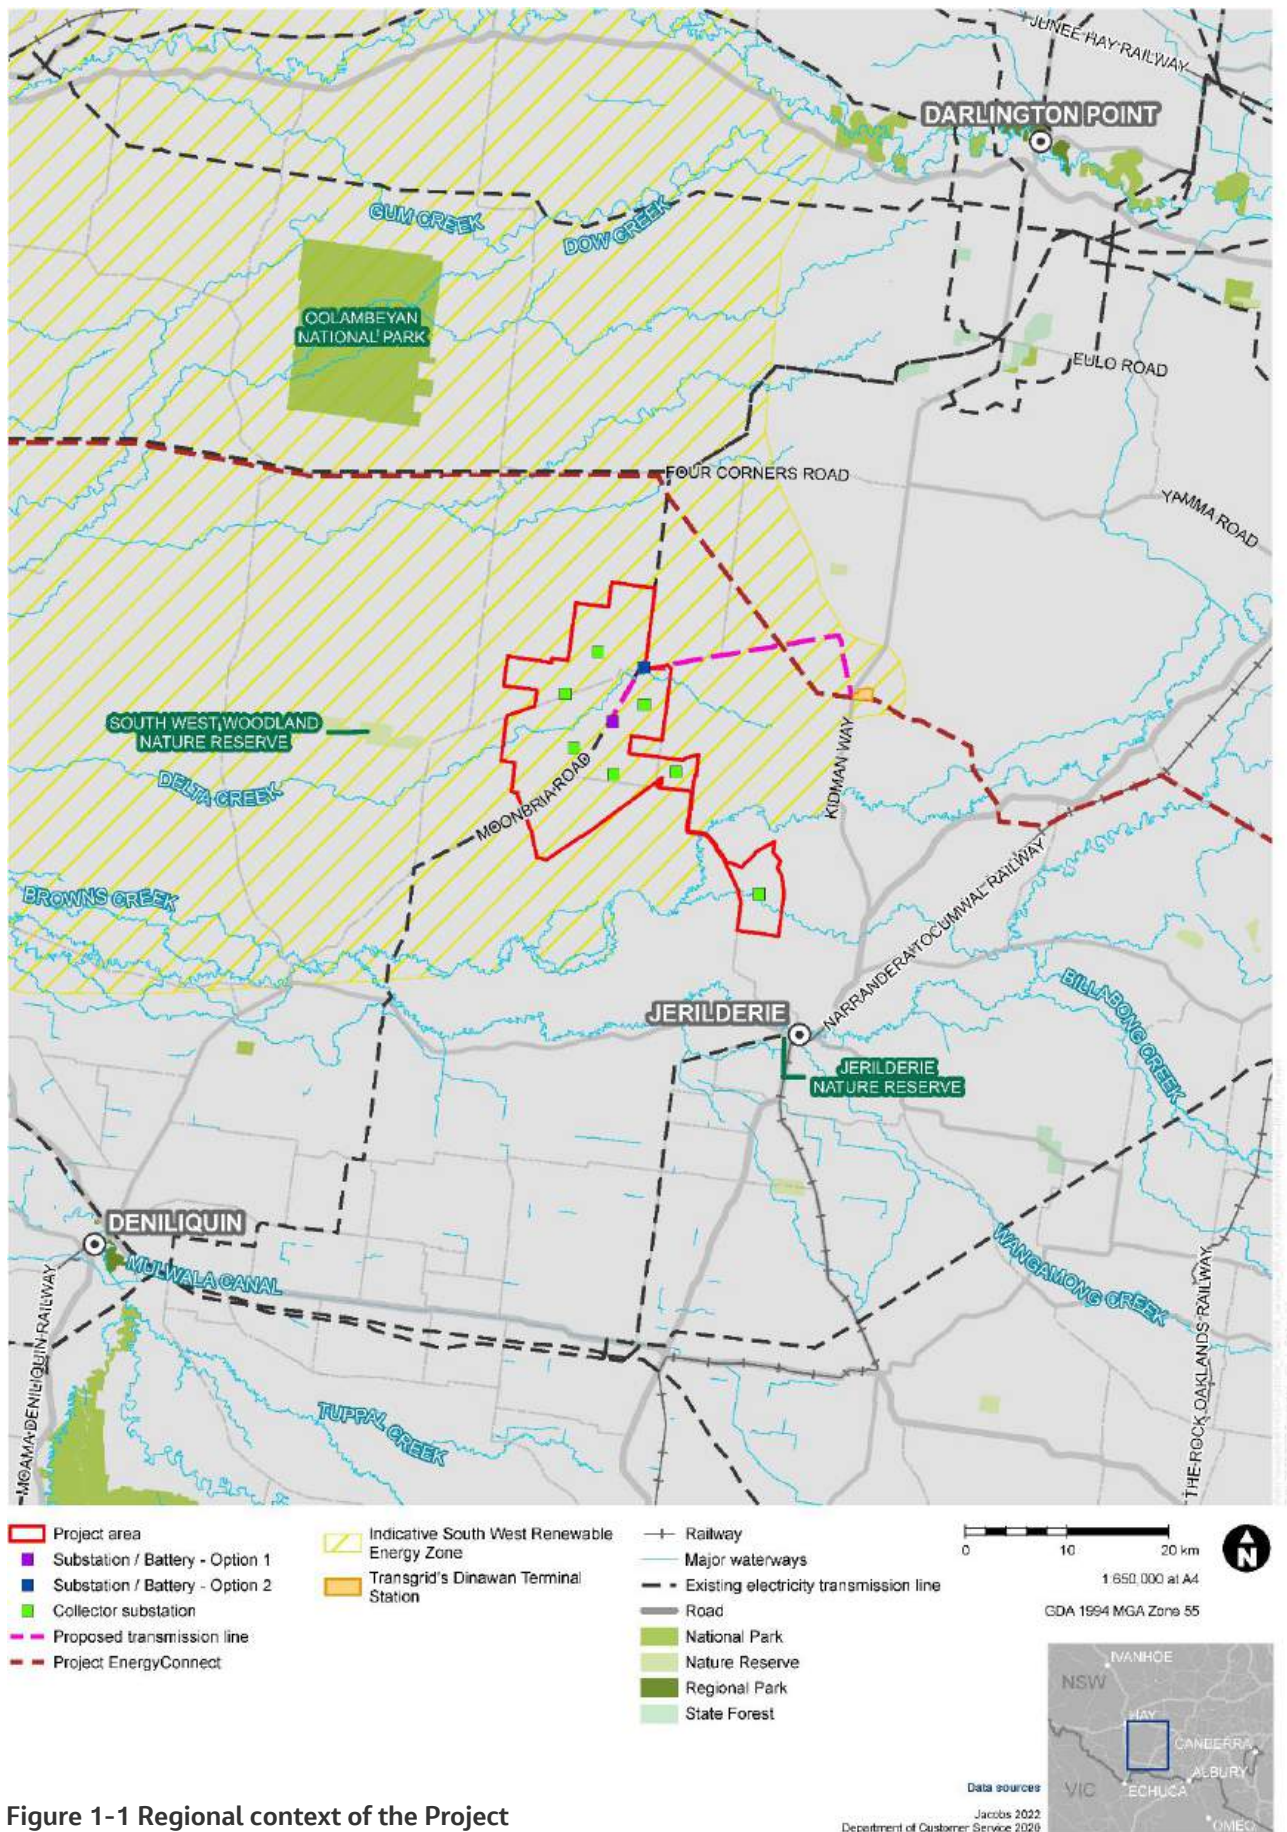 JUNEE HAY RAILWAY
DARLINGTON POINT
GUM CREEK
DOW CREEK
OOLAMBEYAN
NATIONAL PARK
EULO ROAD
FOUR CORNERS ROAD
YAMMA ROAD
SOUTH WEST WOODLAND
NATURE RESERVE
DELTA CREEK
MOONBRIA ROAD
KIDMAN WAY
BROWNS CREEK
NARRANDERA TOCUMWAL RAILWAY
JERILDERIE
BILLABONG CREEK
JERILDERIE
NATURE RESERVE
DENILIQUIN
MULWALA CANAL
WANGAMONG CREEK
MOAMA DENILIQUIN RAILWAY
TUPPAL CREEK
THE ROCK OAKLANDS RAILWAY
Project area
Substation / Battery - Option 1
Substation / Battery - Option 2
Collector substation
Proposed transmission line
Project EnergyConnect
Indicative South West Renewable
Energy Zone
Transgrid's Dinawan Terminal
Station
Railway
Major waterways
Existing electricity transmission line
Road
National Park
Nature Reserve
Regional Park
State Forest
0 10 20 km
N
1:650,000 at A4
GDA 1994 MGA Zone 55
IVANHOE
NSW
HAY
CANBERRA
ALBURY
VIC
ECHUCA
OMEO
Data sources
Jacobs 2022
Department of Customer Service 2020
Figure 1-1 Regional context of the Project